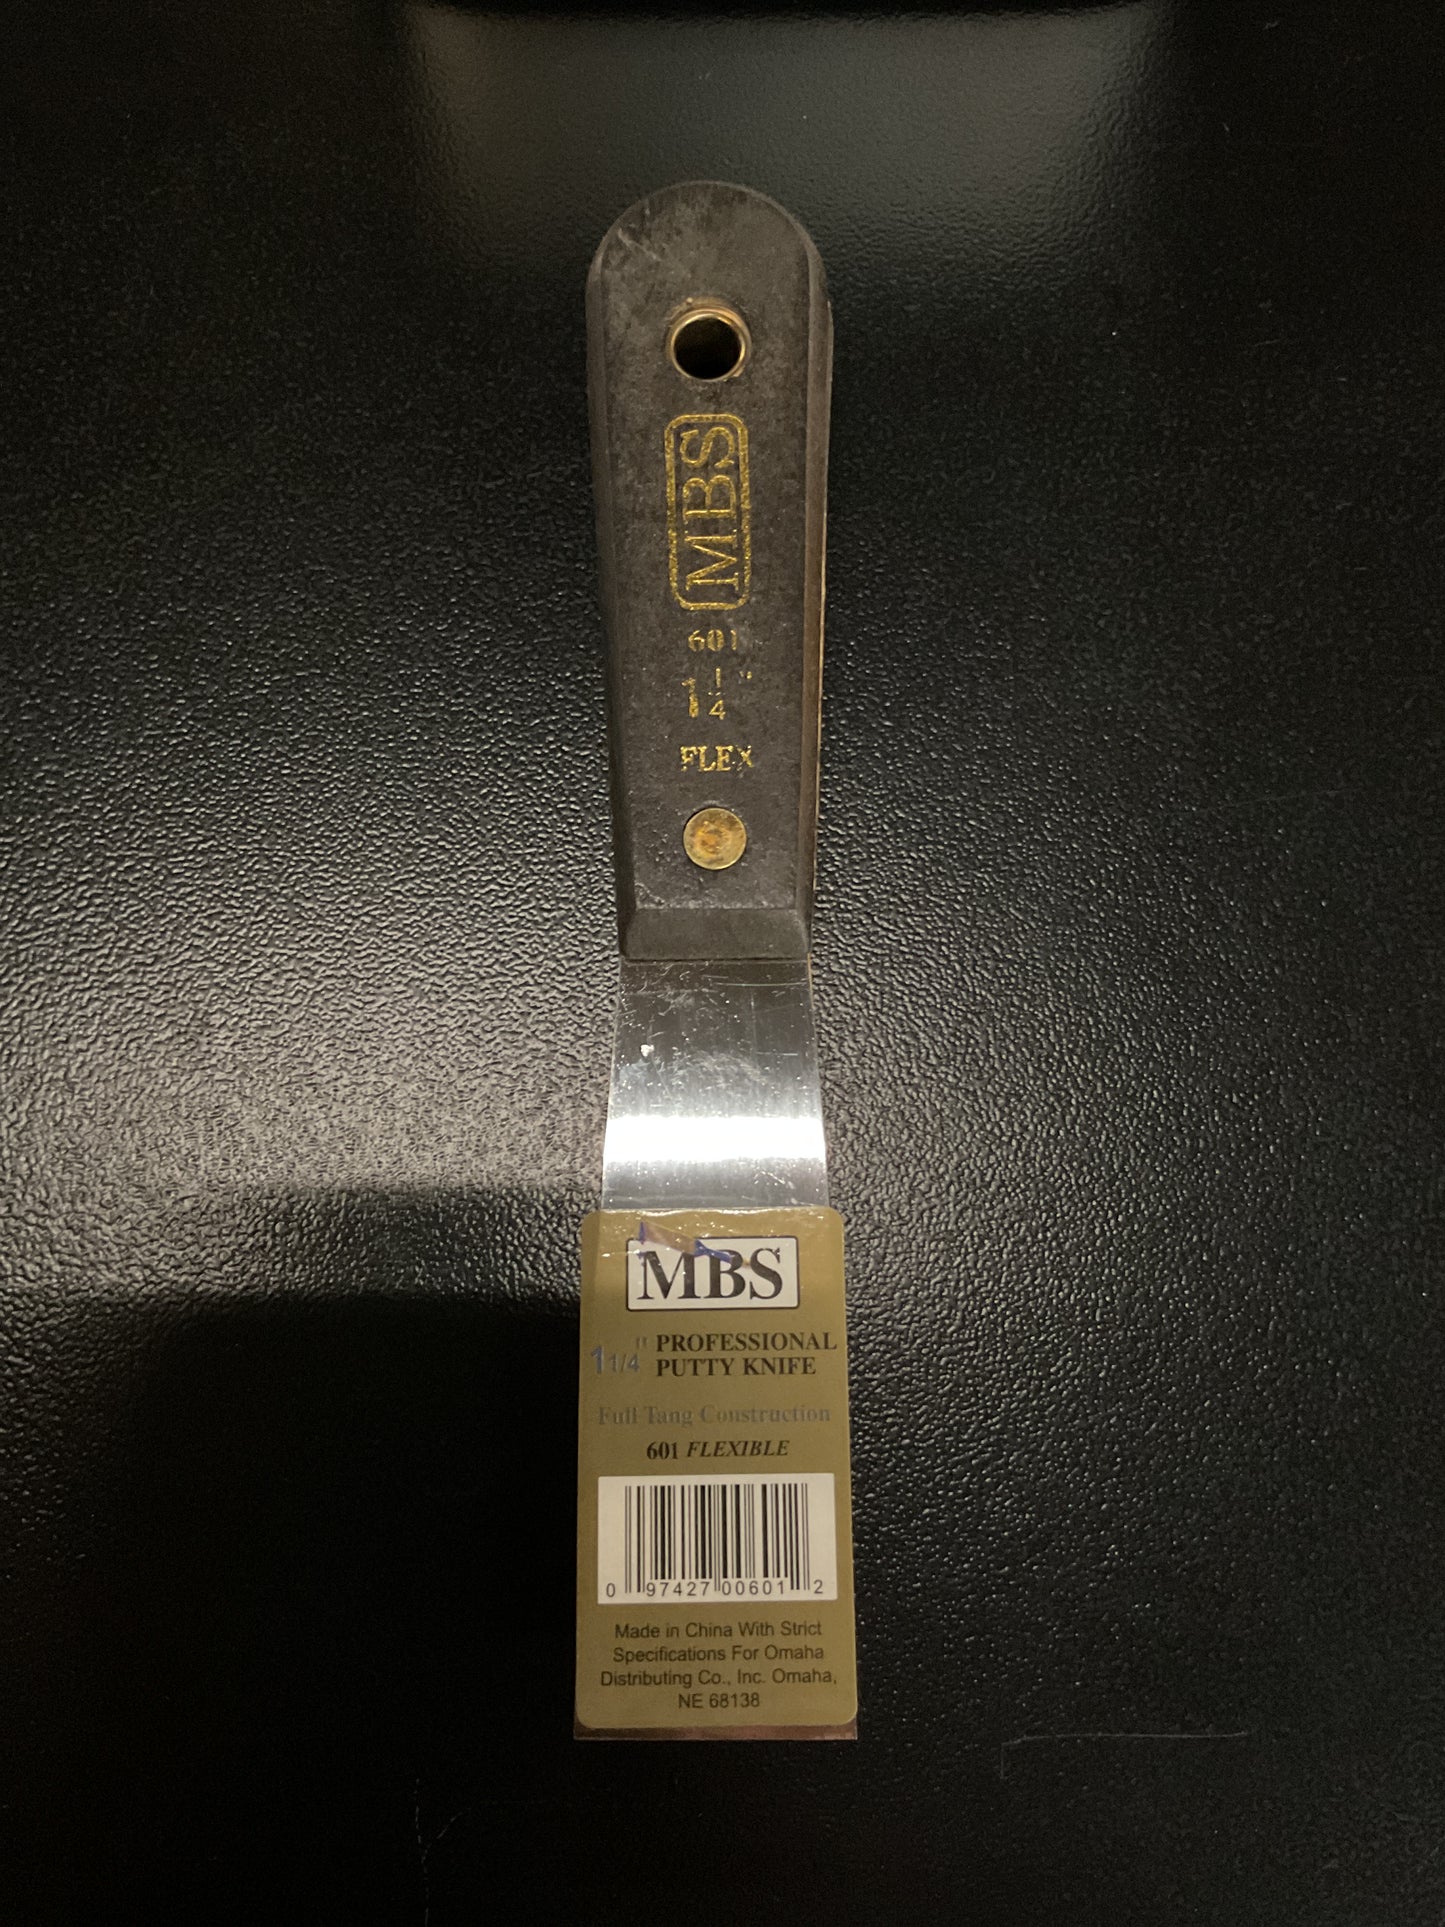 MBS
601
1 1/4"
FLEX
MBS
1 1/4" PROFESSIONAL
PUTTY KNIFE
Full Tang Construction
601 FLEXIBLE
0 97427 00601 2
Made in China With Strict
Specifications For Omaha
Distributing Co., Inc. Omaha,
NE 68138